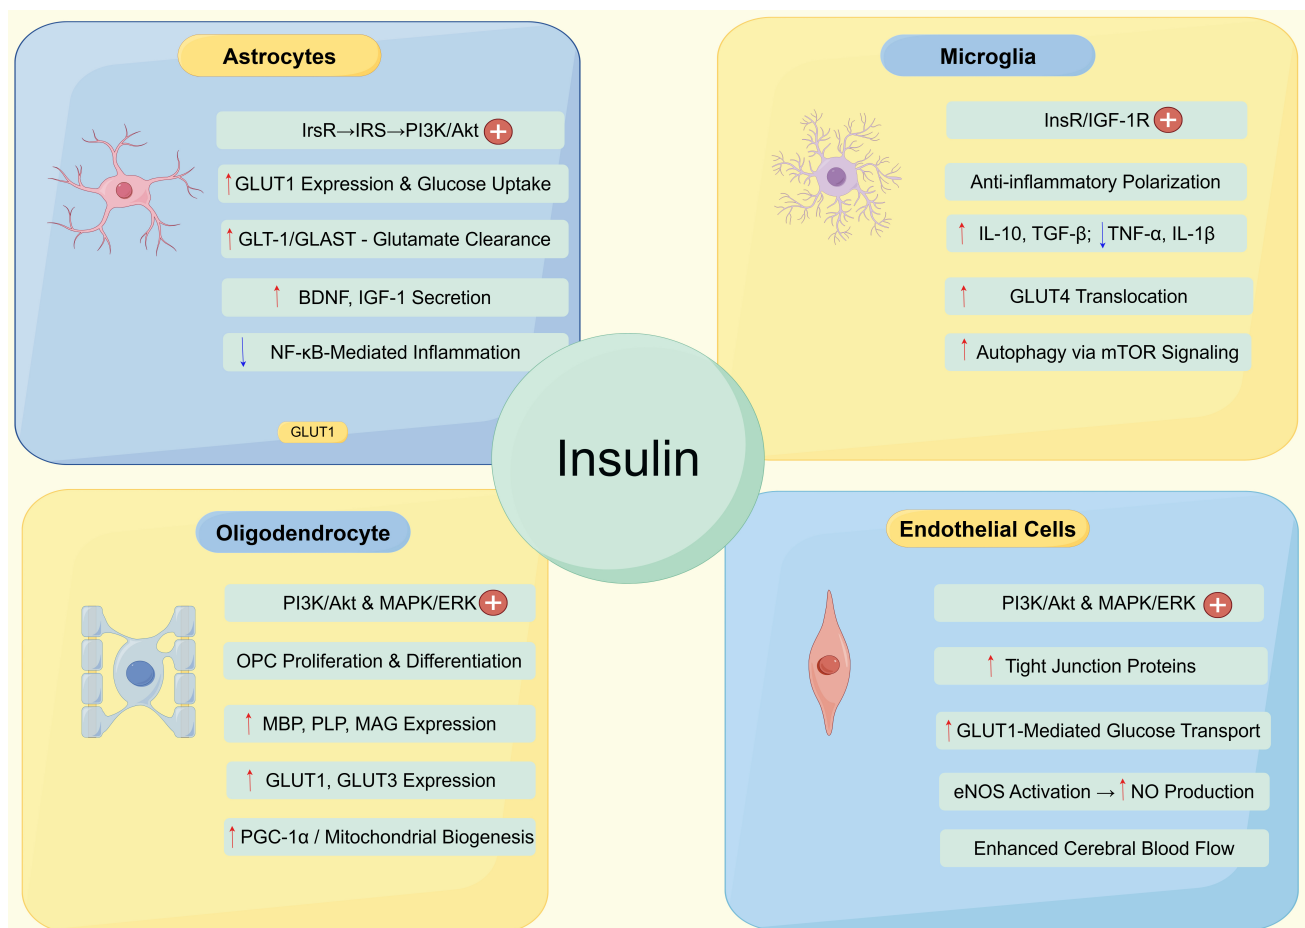 Astrocytes
IrsR→IRS→PI3K/Akt +
↑GLUT1 Expression & Glucose Uptake
↑ GLT-1/GLAST - Glutamate Clearance
↑ BDNF, IGF-1 Secretion
↓ NF-κB-Mediated Inflammation
GLUT1
Microglia
InsR/IGF-1R +
Anti-inflammatory Polarization
↑ IL-10, TGF-β; ↓TNF-α, IL-1β
↑ GLUT4 Translocation
↑ Autophagy via mTOR Signaling
Insulin
Oligodendrocyte
PI3K/Akt & MAPK/ERK +
OPC Proliferation & Differentiation
↑ MBP, PLP, MAG Expression
↑ GLUT1, GLUT3 Expression
↑ PGC-1α / Mitochondrial Biogenesis
Endothelial Cells
PI3K/Akt & MAPK/ERK +
↑ Tight Junction Proteins
↑ GLUT1-Mediated Glucose Transport
eNOS Activation → ↑ NO Production
Enhanced Cerebral Blood Flow